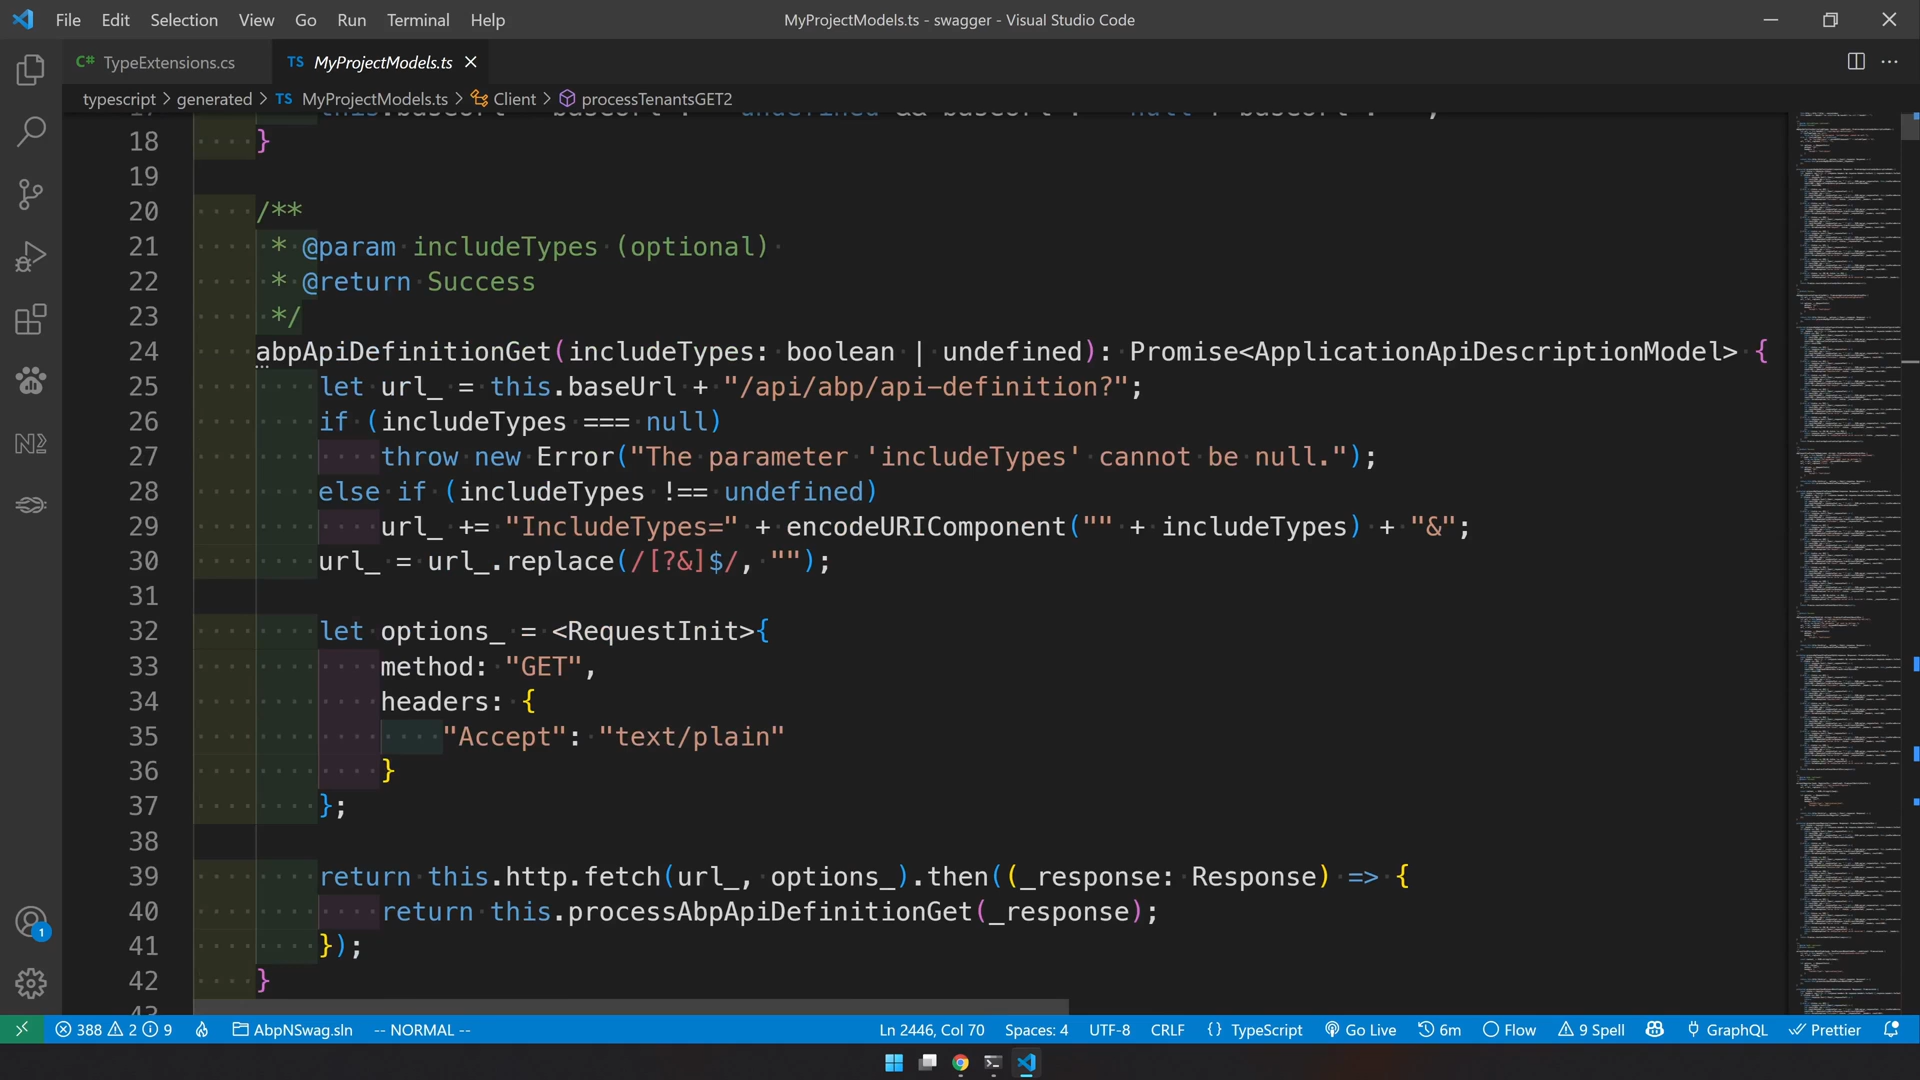 File Edit Selection View Go Run Terminal Help
MyProjectModels.ts - swagger - Visual Studio Code
C# TypeExtensions.cs
TS MyProjectModels.ts
typescript > generated > TS MyProjectModels.ts > Client > processTenantsGET2
18 }
19
20 /**
21 * @param includeTypes (optional)
22 * @return Success
23 */
24 abpApiDefinitionGet(includeTypes: boolean | undefined): Promise<ApplicationApiDescriptionModel> {
25 let url_ = this.baseUrl + "/api/abp/api-definition?";
26 if (includeTypes === null)
27 throw new Error("The parameter 'includeTypes' cannot be null.");
28 else if (includeTypes !== undefined)
29 url_ += "IncludeTypes=" + encodeURIComponent("" + includeTypes) + "&";
30 url_ = url_.replace(/[?&]$/, "");
31
32 let options_ = <RequestInit>{
33 method: "GET",
34 headers: {
35 "Accept": "text/plain"
36 }
37 };
38
39 return this.http.fetch(url_, options_).then((_response: Response) => {
40 return this.processAbpApiDefinitionGet(_response);
41 });
42 }
1
388 2 9 AbpNSwag.sln -- NORMAL -- Ln 2446, Col 70 Spaces: 4 UTF-8 CRLF {} TypeScript Go Live 6m Flow 9 Spell GraphQL Prettier